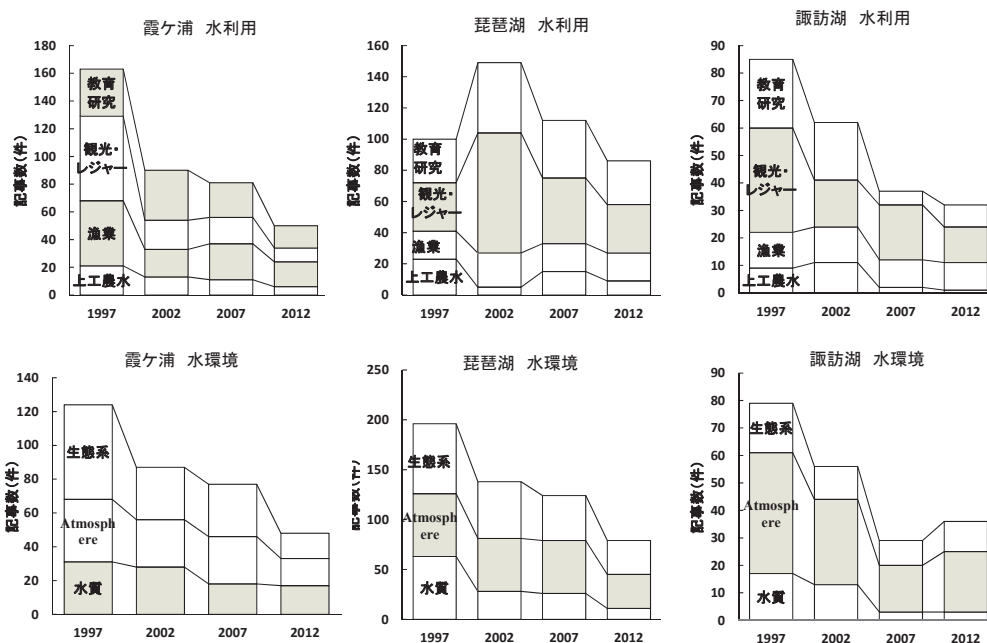 霞ケ浦 水利用
記事数(件)
180
160
140
120
100
80
60
40
20
0
教育
研究
観光・
レジャー
漁業
上工農水
1997 2002 2007 2012
琵琶湖 水利用
記事数(件)
160
140
120
100
80
60
40
20
0
教育
研究
観光・
レジャー
漁業
上工農水
1997 2002 2007 2012
諏訪湖 水利用
記事数(件)
90
80
70
60
50
40
30
20
10
0
教育
研究
観光・
レジャー
漁業
上工農水
1997 2002 2007 2012
霞ケ浦 水環境
記事数(件)
140
120
100
80
60
40
20
0
生態系
Atmosph
ere
水質
1997 2002 2007 2012
琵琶湖 水環境
記事数(件)
250
200
150
100
50
0
生態系
Atmosph
ere
水質
1997 2002 2007 2012
諏訪湖 水環境
記事数(件)
90
80
70
60
50
40
30
20
10
0
生態系
Atmosph
ere
水質
1997 2002 2007 2012